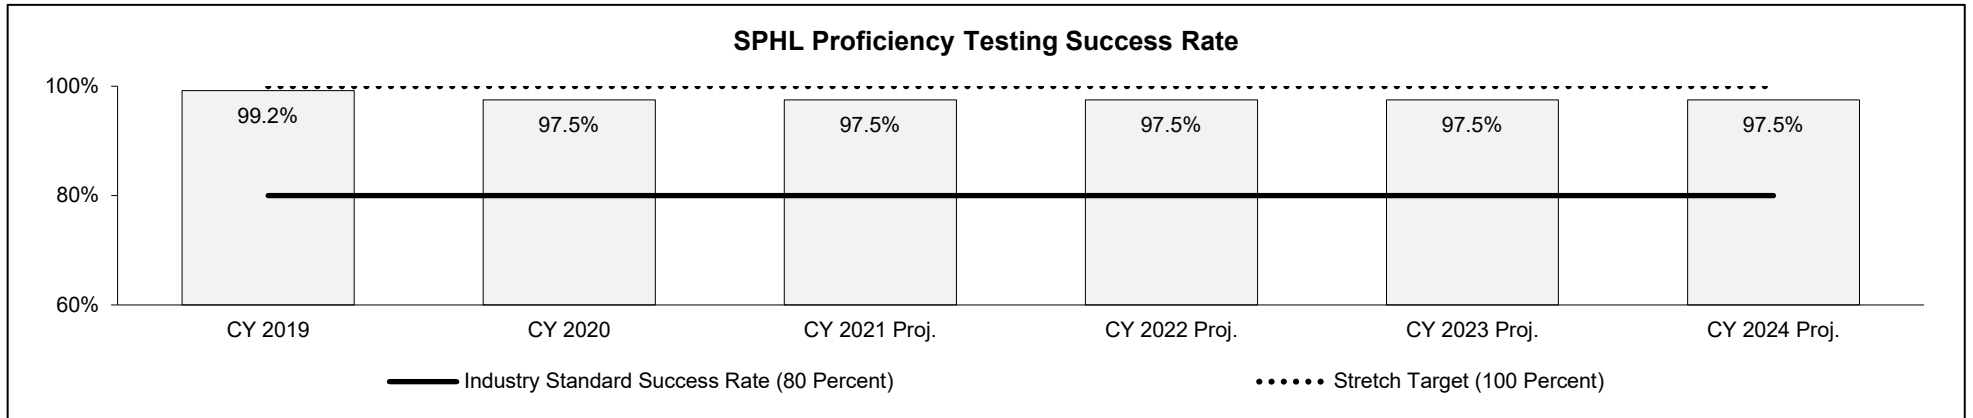 SPHL Proficiency Testing Success Rate
100%
99.2%
97.5%
97.5%
97.5%
97.5%
97.5%
80%
60%
CY 2019
CY 2020
CY 2021 Proj.
CY 2022 Proj.
CY 2023 Proj.
CY 2024 Proj.
Industry Standard Success Rate (80 Percent)
Stretch Target (100 Percent)